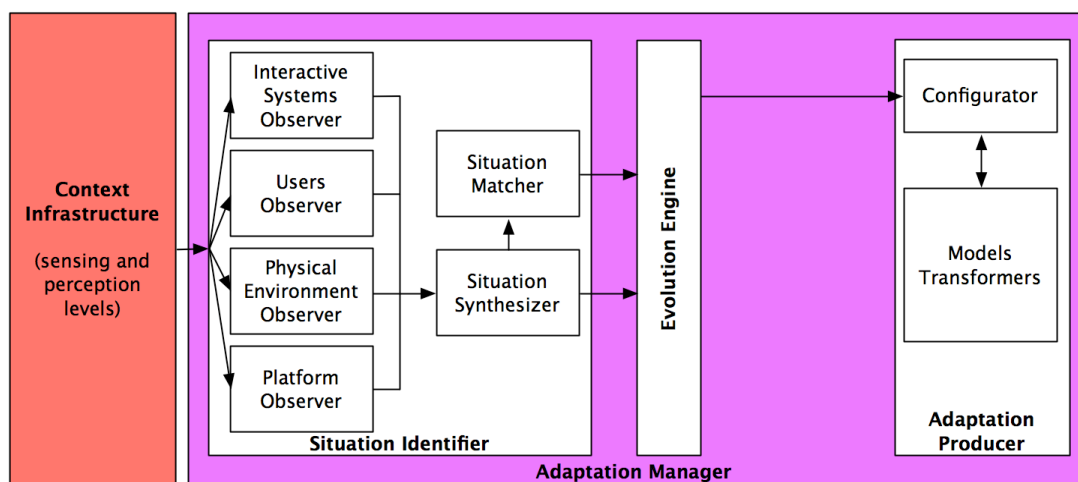 Context
Infrastructure
(sensing and
perception
levels)
Interactive
Systems
Observer
Users
Observer
Physical
Environment
Observer
Platform
Observer
Situation
Matcher
Situation
Synthesizer
Situation Identifier
Evolution Engine
Configurator
Models
Transformers
Adaptation
Producer
Adaptation Manager